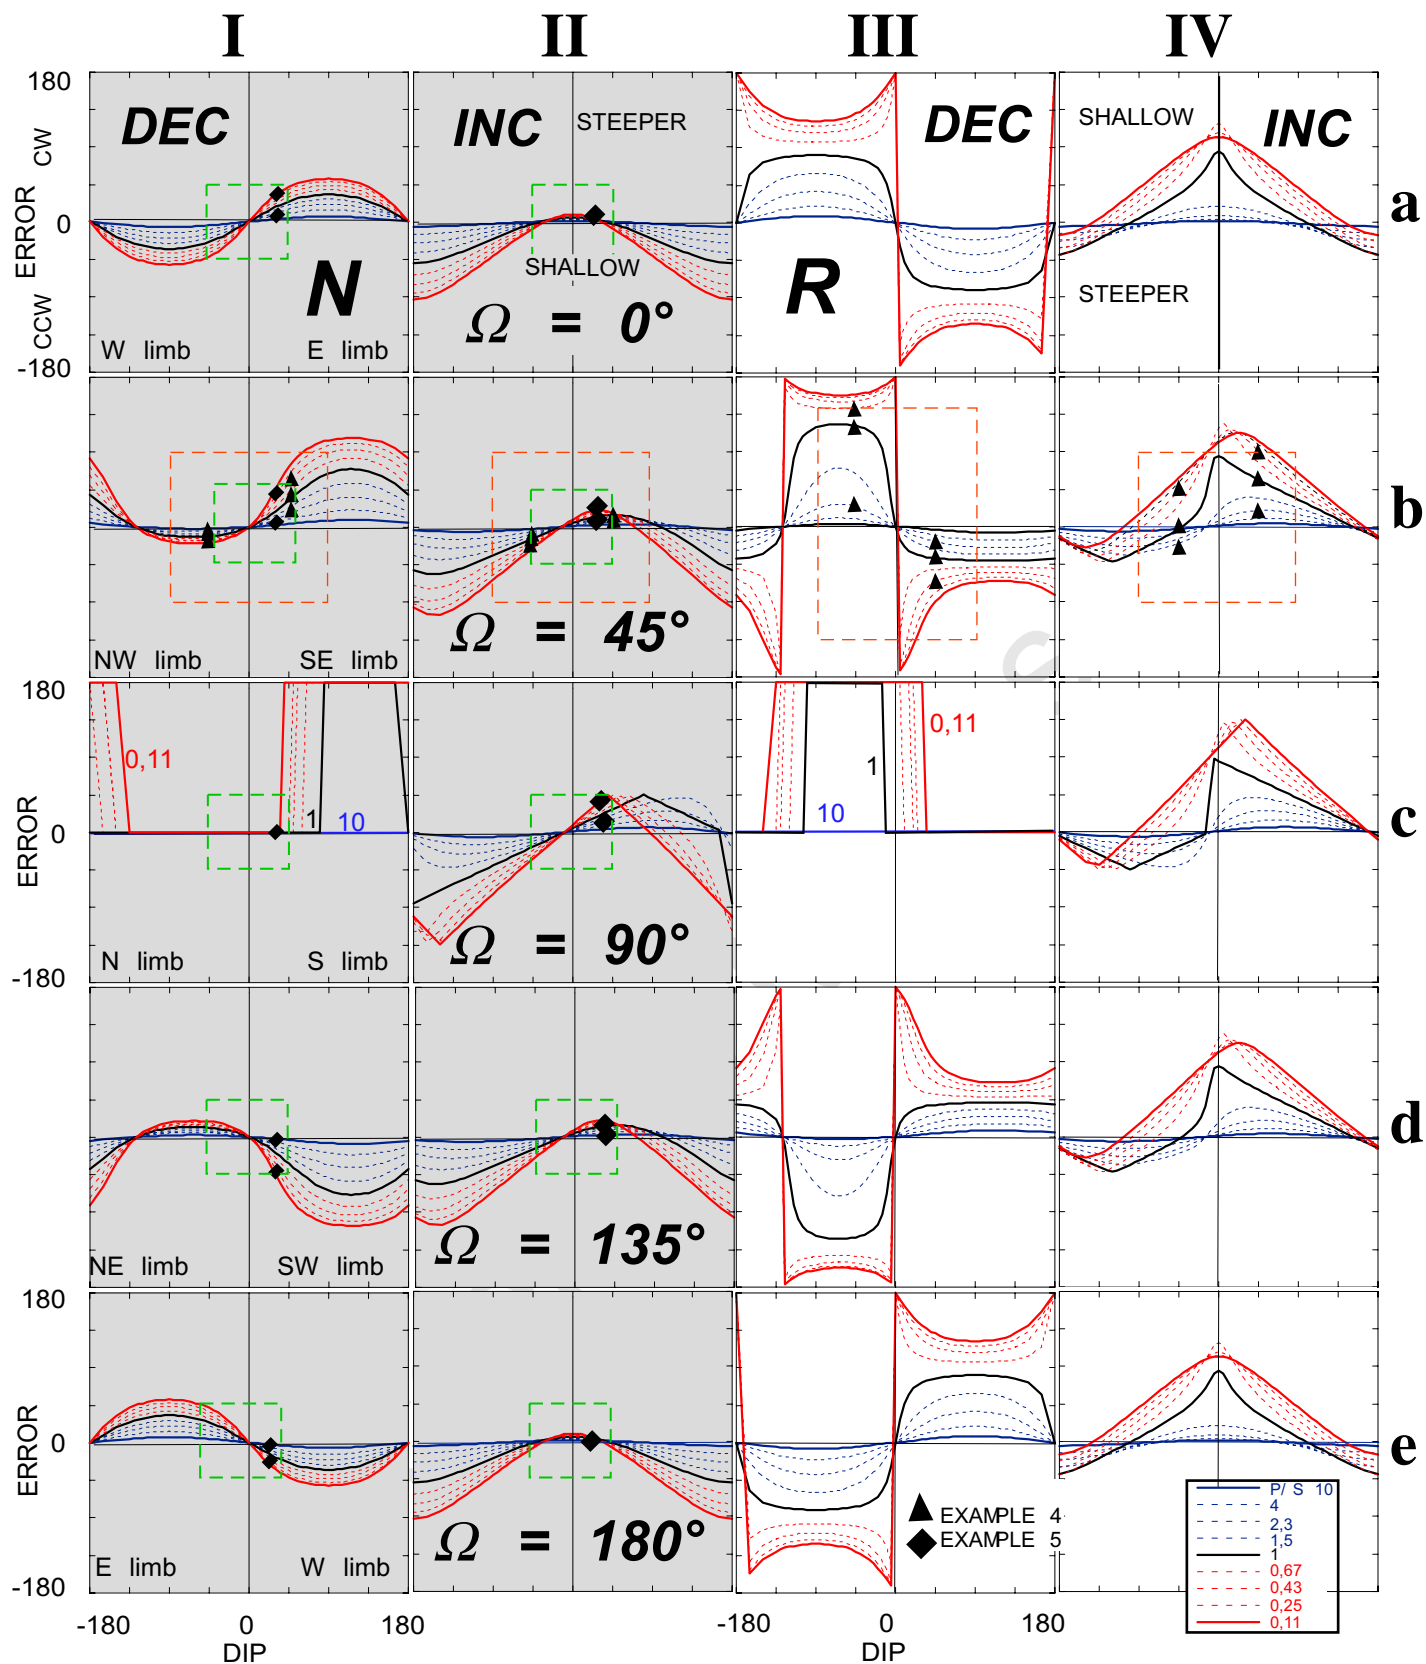 I II III IV
180 DEC INC STEEPER DEC SHALLOW INC
CW
ERROR 0 a
CCW
N SHALLOW R STEEPER
Ω = 0°
-180 W limb E limb
b
Ω = 45°
NW limb SE limb
180
0,11 1 10 1 10 0,11
ERROR 0 c
Ω = 90°
-180 N limb S limb
d
Ω = 135°
NE limb SW limb
180
ERROR 0 e
P/ S 10
4
2,3
1,5
1
0,67
0,43
0,25
0,11
EXAMPLE 4
EXAMPLE 5
Ω = 180°
E limb W limb
-180
-180 0 180 -180 0 180
DIP DIP